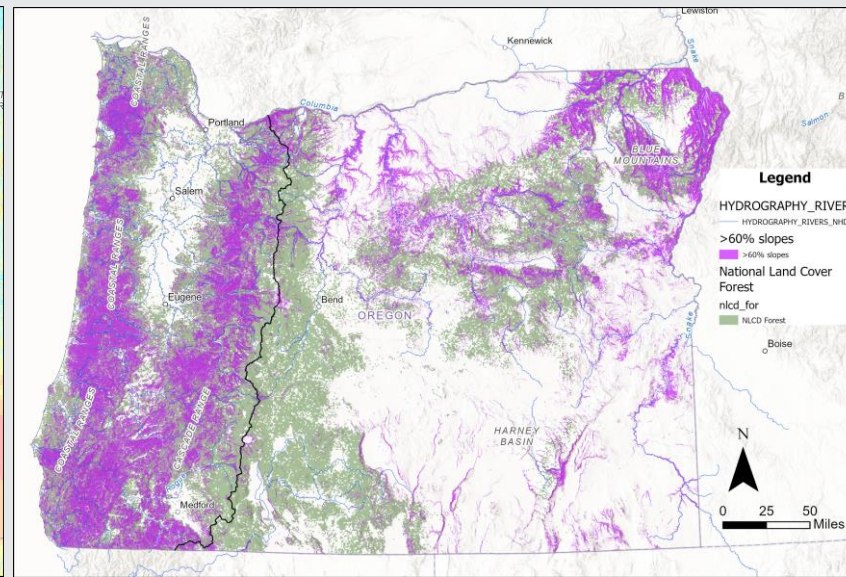 Lewiston
Kennewick
Snake
COASTAL RANGES
Columbia
Portland
Salmon
BLUE
MOUNTAINS
Salem
COASTAL RANGES
Eugene
Bend
OREGON
Snake
Boise
CASCADE RANGE
COASTAL RANGES
HARNEY
BASIN
Medford
Legend
HYDROGRAPHY_RIVER
HYDROGRAPHY_RIVERS_NHD
>60% slopes
>60% slopes
National Land Cover
Forest
nlcd_for
NLCD Forest
N
0 25 50
Miles